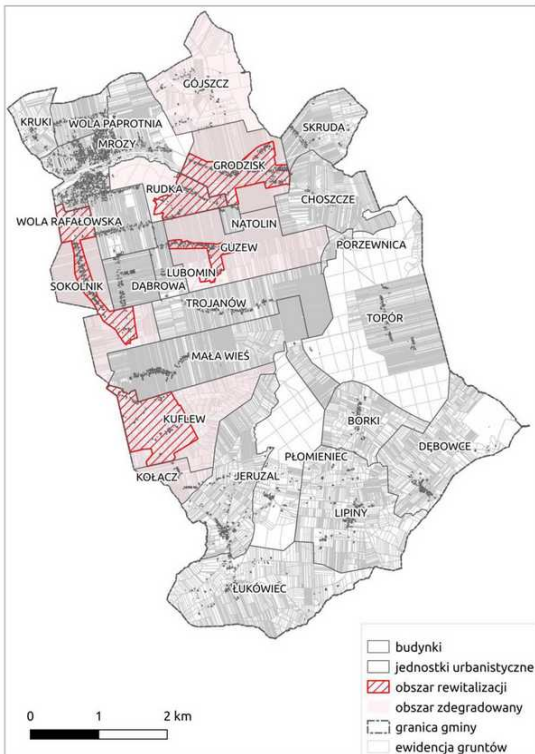 GÓJSZCZ
KRUKI
WOLA PAPROTNIA
SKRUDA
MROZY
GRODZISK
RUDKA
CHOSZCZE
WOLA RAFAŁOWSKA
NATOLIN
GUZEW
PORZEWNICA
LUBOMIN
SOKOLNIK
DĄBROWA
TROJANÓW
TOPÓR
MAŁA WIEŚ
KUFLEW
BORKI
DĘBOWCE
PŁOMIENIEC
KOŁACZ
JERUZAL
LIPINY
ŁUKÓWIEC
budynki
jednostki urbanistyczne
obszar rewitalizacji
obszar zdegradowany
granica gminy
ewidencja gruntów
0 1 2 km